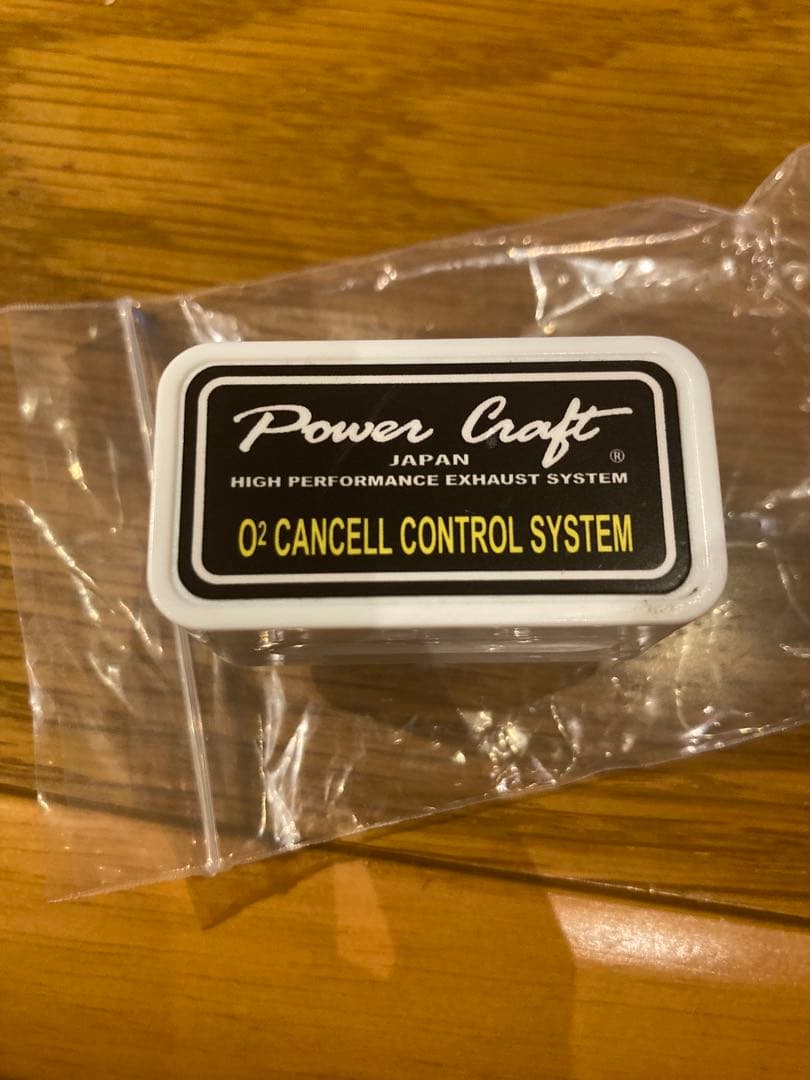 Power Craft
JAPAN ®
HIGH PERFORMANCE EXHAUST SYSTEM
O² CANCELL CONTROL SYSTEM